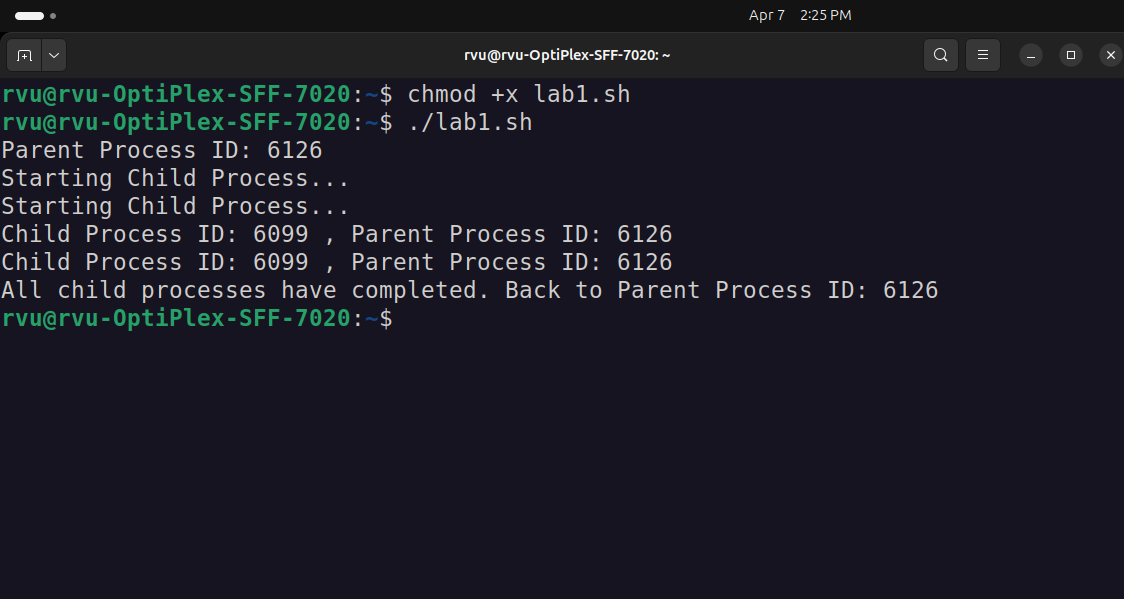 Apr 7 2:25 PM
rvu@rvu-OptiPlex-SFF-7020: ~
rvu@rvu-OptiPlex-SFF-7020:~$ chmod +x lab1.sh
rvu@rvu-OptiPlex-SFF-7020:~$ ./lab1.sh
Parent Process ID: 6126
Starting Child Process...
Starting Child Process...
Child Process ID: 6099 , Parent Process ID: 6126
Child Process ID: 6099 , Parent Process ID: 6126
All child processes have completed. Back to Parent Process ID: 6126
rvu@rvu-OptiPlex-SFF-7020:~$